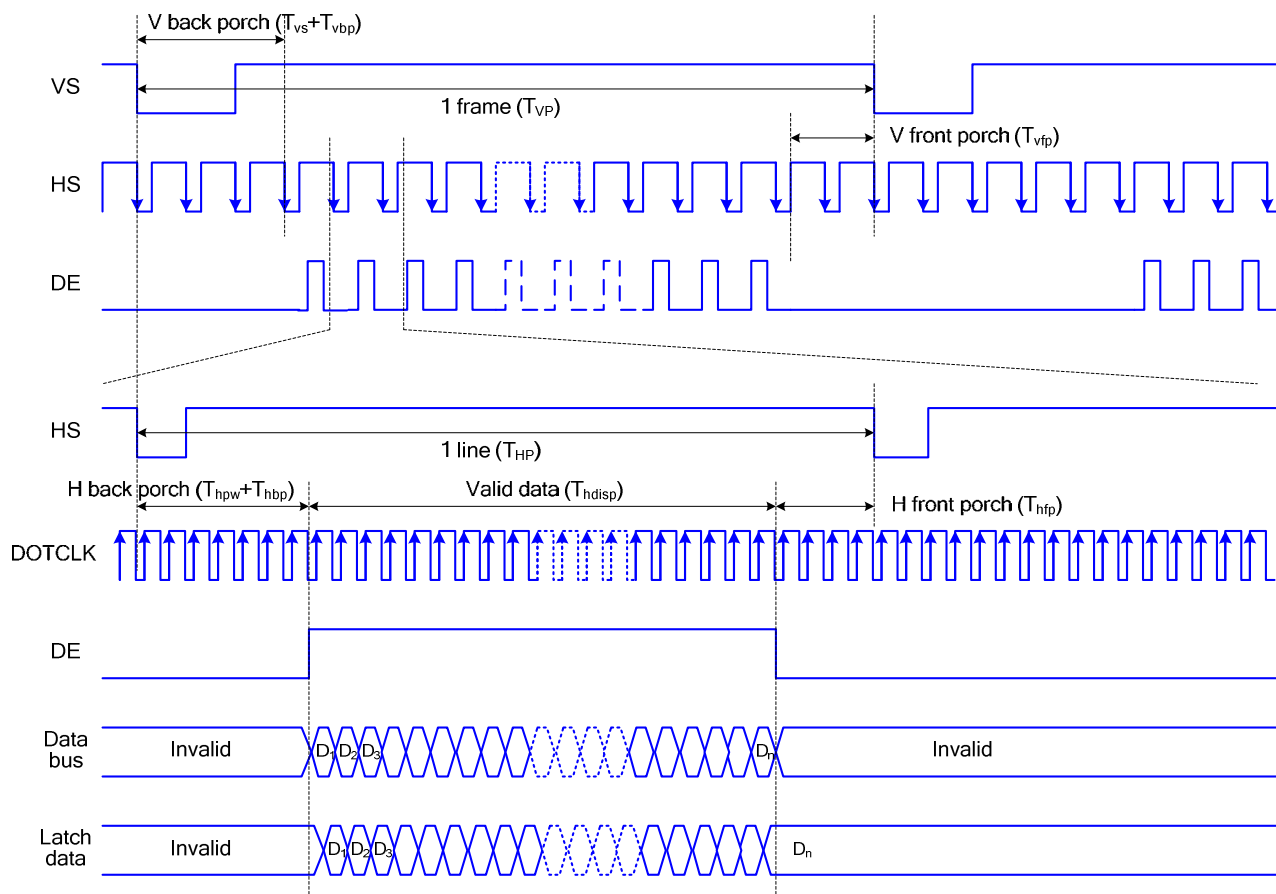 V back porch (Tvs+Tvbp)
VS
1 frame (TVP)
V front porch (Tvfp)
HS
DE
HS
1 line (THP)
H back porch (Thpw+Thbp)
Valid data (Thdisp)
H front porch (Thfp)
DOTCLK
DE
Data bus
Invalid
D1 D2 D3
Dn
Invalid
Latch data
Invalid
D1 D2 D3
Dn